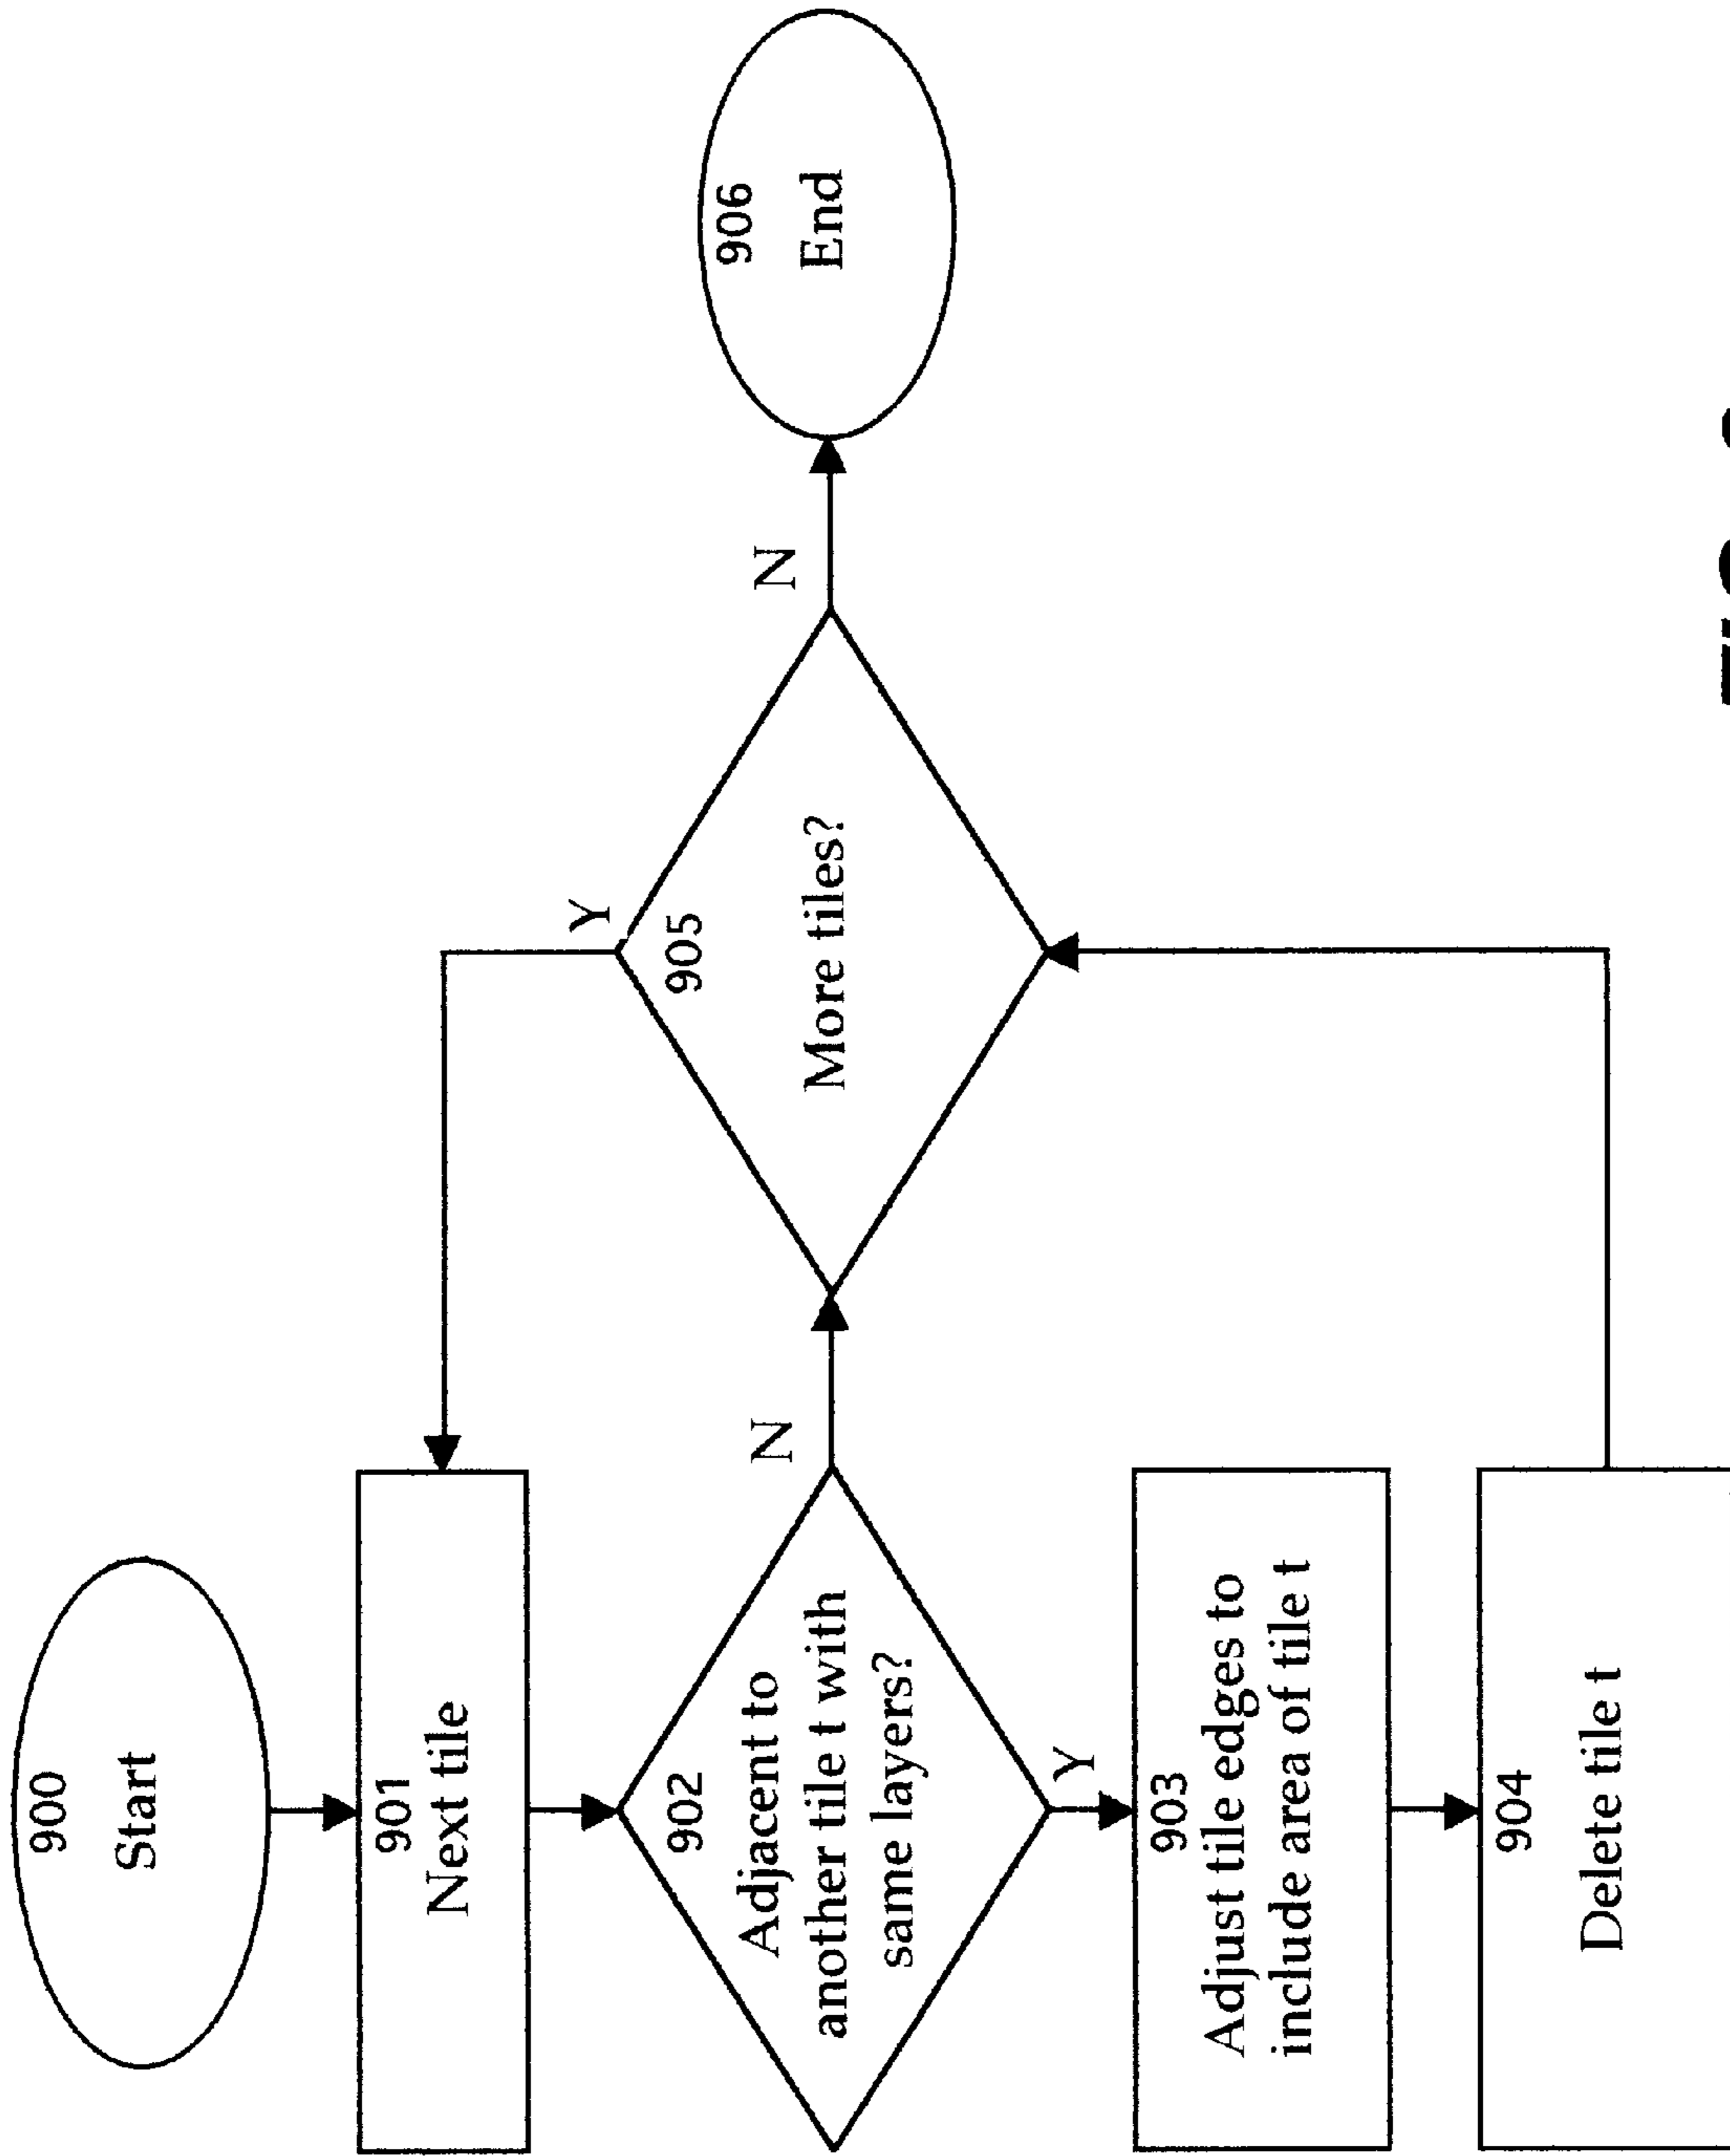 900
Start
901
Next tile
902
Adjacent to
another tile t with
same layers?
N
Y
903
Adjust tile edges to
include area of tile t
904
Delete tile t
905
More tiles?
Y
N
906
End